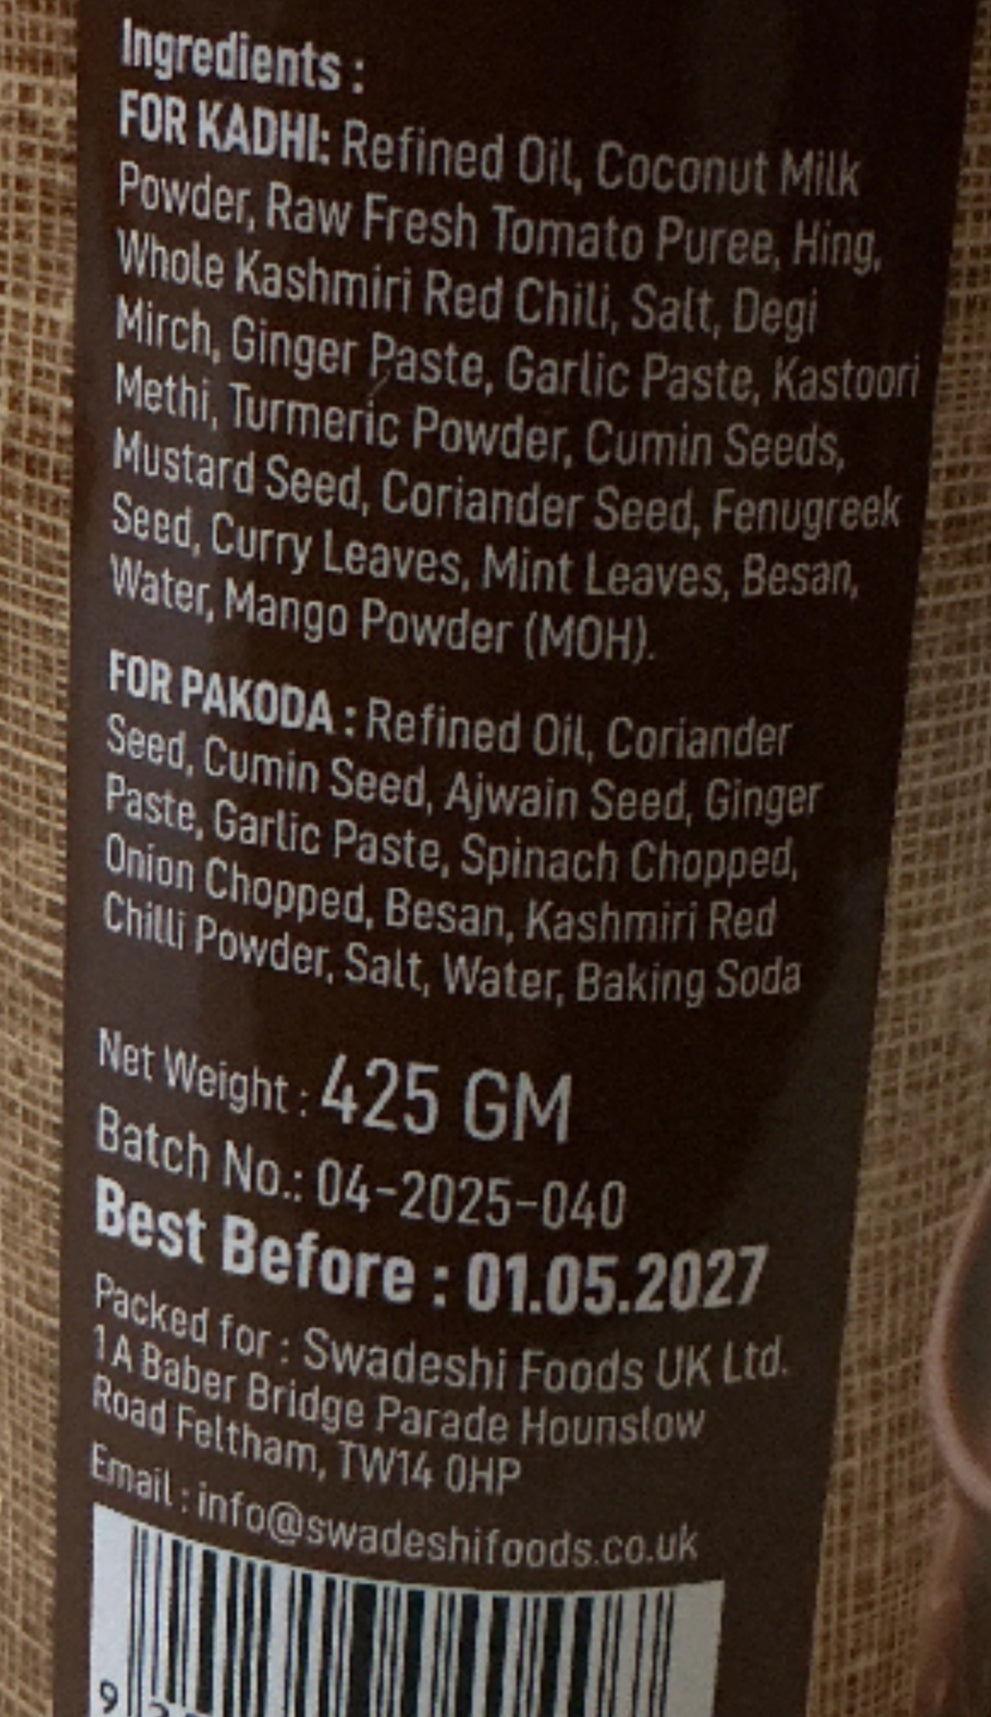 Ingredients :
FOR KADHI: Refined Oil, Coconut Milk
Powder, Raw Fresh Tomato Puree, Hing,
Whole Kashmiri Red Chili, Salt, Degi
Mirch, Ginger Paste, Garlic Paste, Kastoori
Methi, Turmeric Powder, Cumin Seeds,
Mustard Seed, Coriander Seed, Fenugreek
Seed, Curry Leaves, Mint Leaves, Besan,
Water, Mango Powder (MOH).
FOR PAKODA : Refined Oil, Coriander
Seed, Cumin Seed, Ajwain Seed, Ginger
Paste, Garlic Paste, Spinach Chopped,
Onion Chopped, Besan, Kashmiri Red
Chilli Powder, Salt, Water, Baking Soda
Net Weight : 425 GM
Batch No.: 04-2025-040
Best Before : 01.05.2027
Packed for : Swadeshi Foods UK Ltd.
1A Baber Bridge Parade Hounslow
Road Feltham, TW14 0HP
Email : info@swadeshifoods.co.uk
9